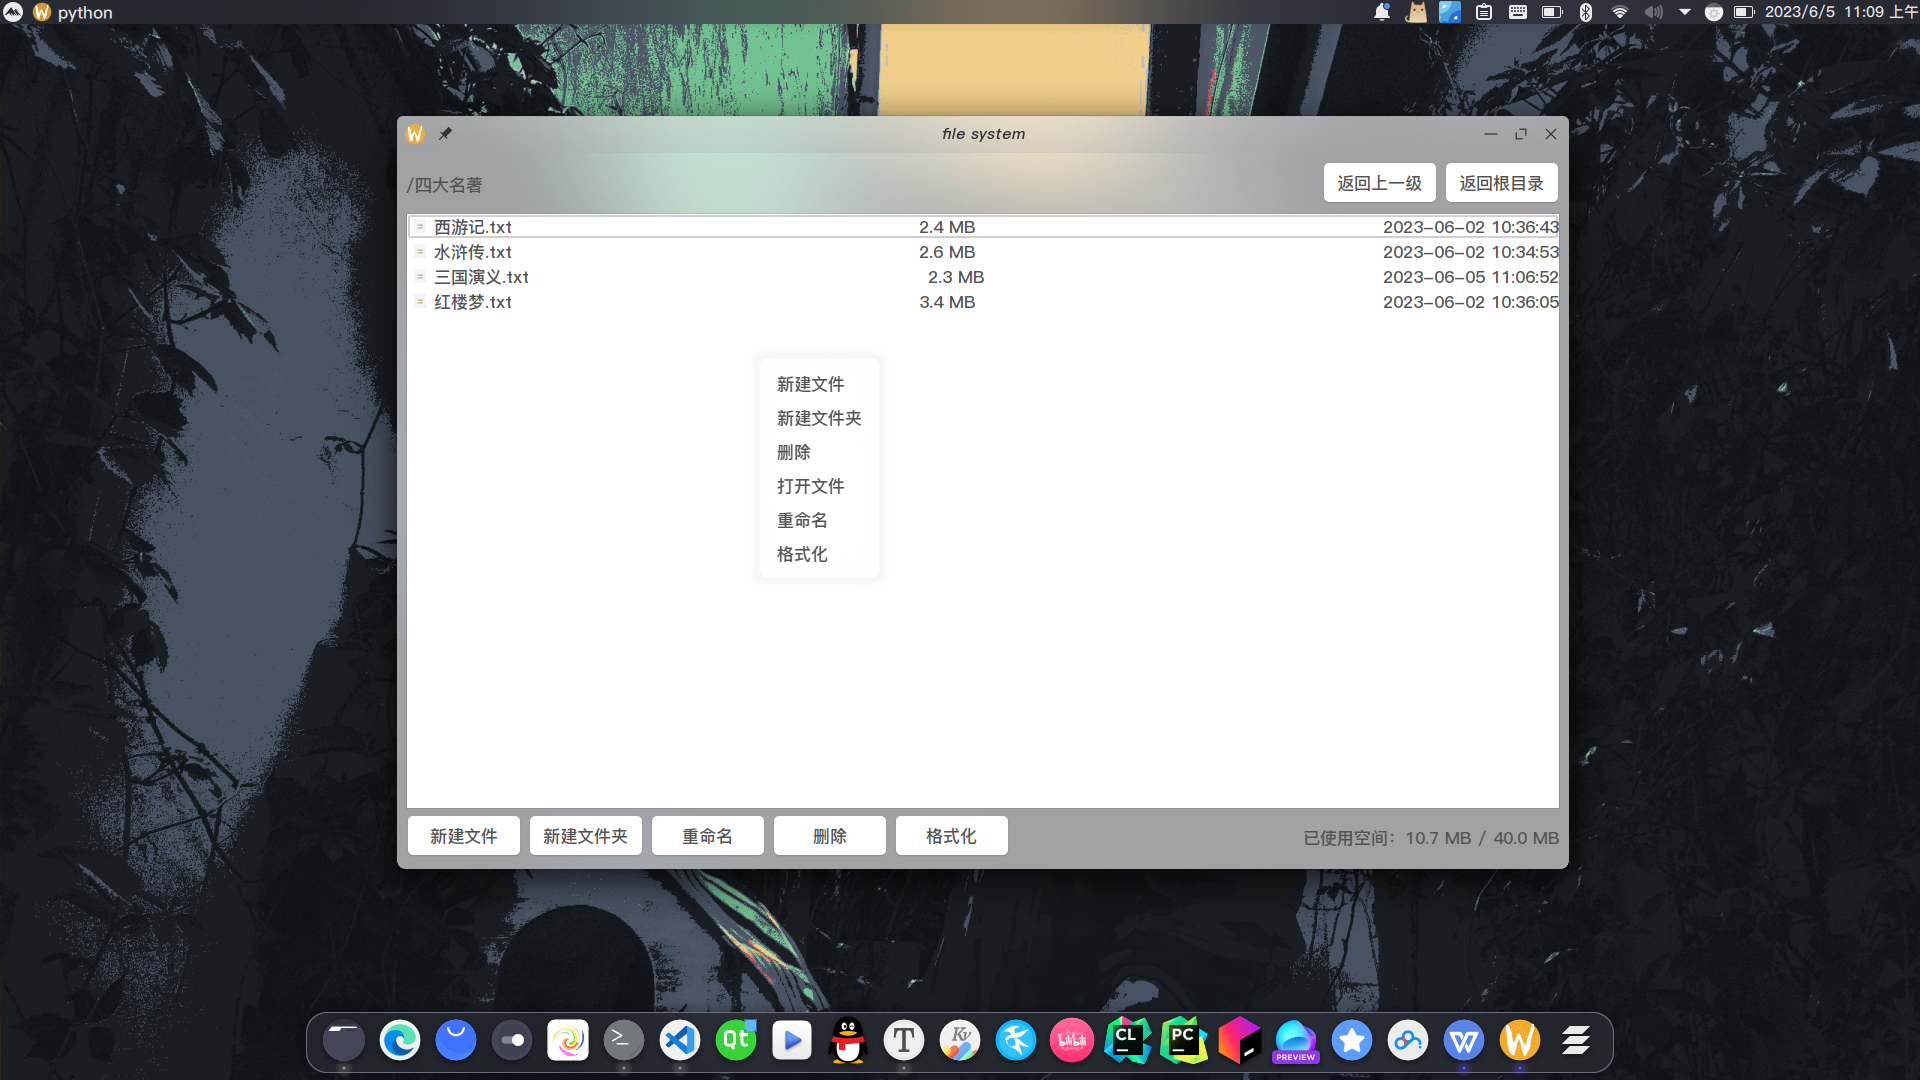 python
2023/6/5 11:09 上午
file system
/四大名著
返回上一级 返回根目录
西游记.txt 2.4 MB 2023-06-02 10:36:43
水浒传.txt 2.6 MB 2023-06-02 10:34:53
三国演义.txt 2.3 MB 2023-06-05 11:06:52
红楼梦.txt 3.4 MB 2023-06-02 10:36:05
新建文件
新建文件夹
删除
打开文件
重命名
格式化
新建文件 新建文件夹 重命名 删除 格式化
已使用空间: 10.7 MB / 40.0 MB
Qt T Kv bilibili CL PC PREVIEW W